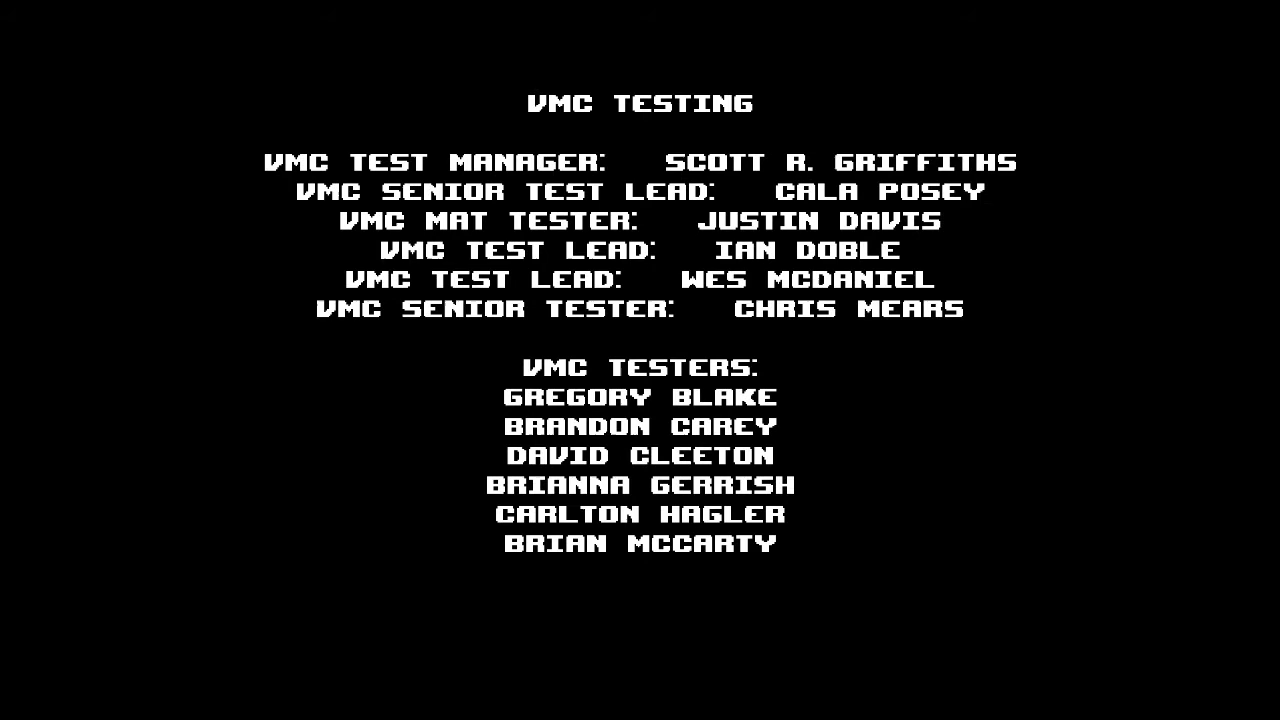 VMC TESTING
VMC TEST MANAGER: SCOTT R. GRIFFITHS
VMC SENIOR TEST LEAD: CALA POSEY
VMC MAT TESTER: JUSTIN DAVIS
VMC TEST LEAD: IAN DOBLE
VMC TEST LEAD: WES MCDANIEL
VMC SENIOR TESTER: CHRIS MEARS
VMC TESTERS:
GREGORY BLAKE
BRANDON CAREY
DAVID CLEETON
BRIANNA GERRISH
CARLTON HAGLER
BRIAN MCCARTY